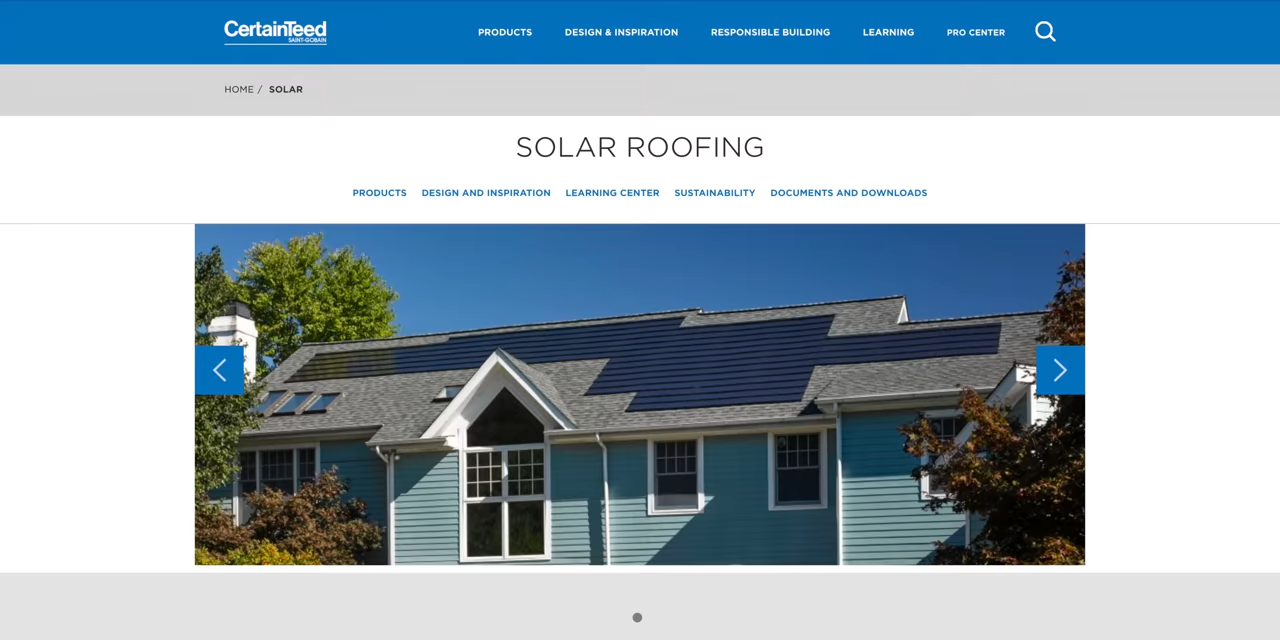 CertainTeed
SAINT-GOBAIN
PRODUCTS DESIGN & INSPIRATION RESPONSIBLE BUILDING LEARNING PRO CENTER
HOME / SOLAR
SOLAR ROOFING
PRODUCTS DESIGN AND INSPIRATION LEARNING CENTER SUSTAINABILITY DOCUMENTS AND DOWNLOADS